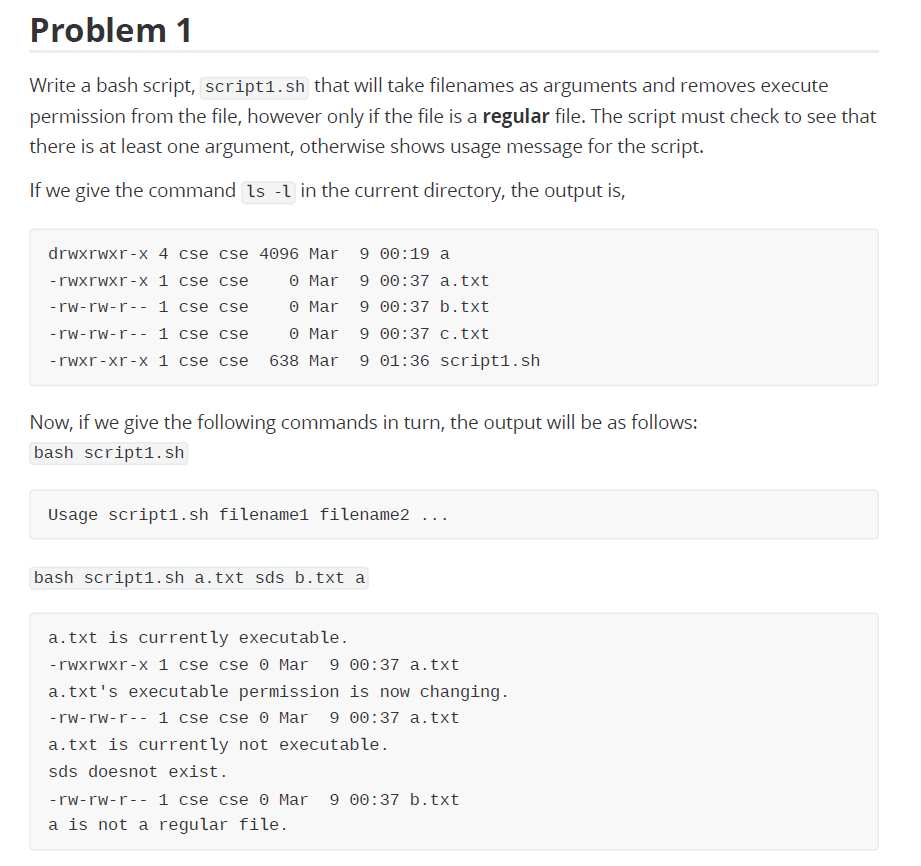 Problem 1
Write a bash script, script1.sh that will take filenames as arguments and removes execute
permission from the file, however only if the file is a regular file. The script must check to see that
there is at least one argument, otherwise shows usage message for the script.
If we give the command ls -l in the current directory, the output is,
drwxrwxr-x 4 cse cse 4096 Mar  9 00:19 a
-rwxrwxr-x 1 cse cse    0 Mar  9 00:37 a.txt
-rw-rw-r-- 1 cse cse    0 Mar  9 00:37 b.txt
-rw-rw-r-- 1 cse cse    0 Mar  9 00:37 c.txt
-rwxr-xr-x 1 cse cse  638 Mar  9 01:36 script1.sh
Now, if we give the following commands in turn, the output will be as follows:
bash script1.sh
Usage script1.sh filename1 filename2 ...
bash script1.sh a.txt sds b.txt a
a.txt is currently executable.
-rwxrwxr-x 1 cse cse 0 Mar  9 00:37 a.txt
a.txt's executable permission is now changing.
-rw-rw-r-- 1 cse cse 0 Mar  9 00:37 a.txt
a.txt is currently not executable.
sds doesnot exist.
-rw-rw-r-- 1 cse cse 0 Mar  9 00:37 b.txt
a is not a regular file.